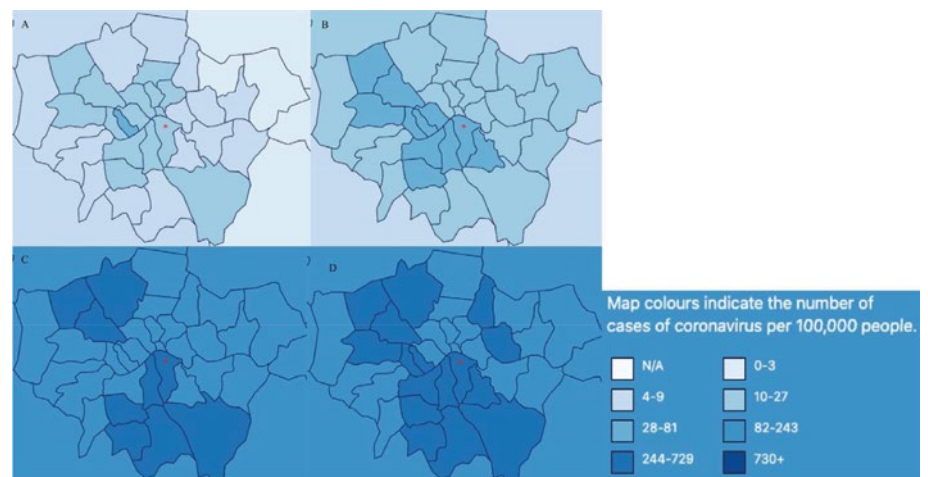 A
B
C
D
Map colours indicate the number of
cases of coronavirus per 100,000 people.
N/A
0-3
4-9
10-27
28-81
82-243
244-729
730+